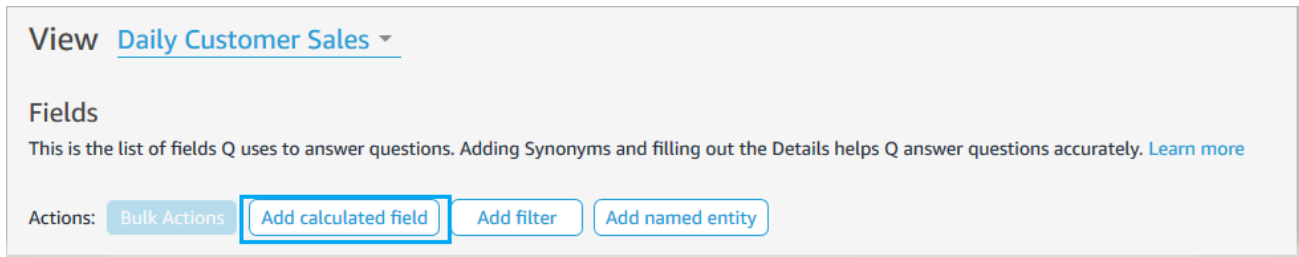 View Daily Customer Sales
Fields
This is the list of fields Q uses to answer questions. Adding Synonyms and filling out the Details helps Q answer questions accurately. Learn more
Actions: Bulk Actions Add calculated field Add filter Add named entity